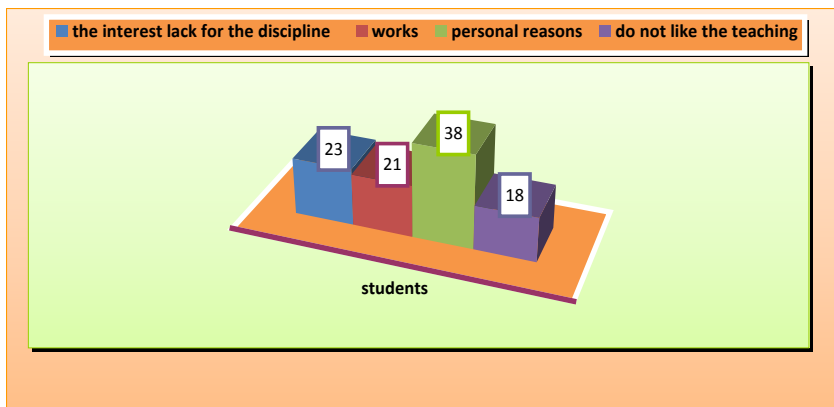 the interest lack for the discipline works personal reasons do not like the teaching
23
21
38
18
students